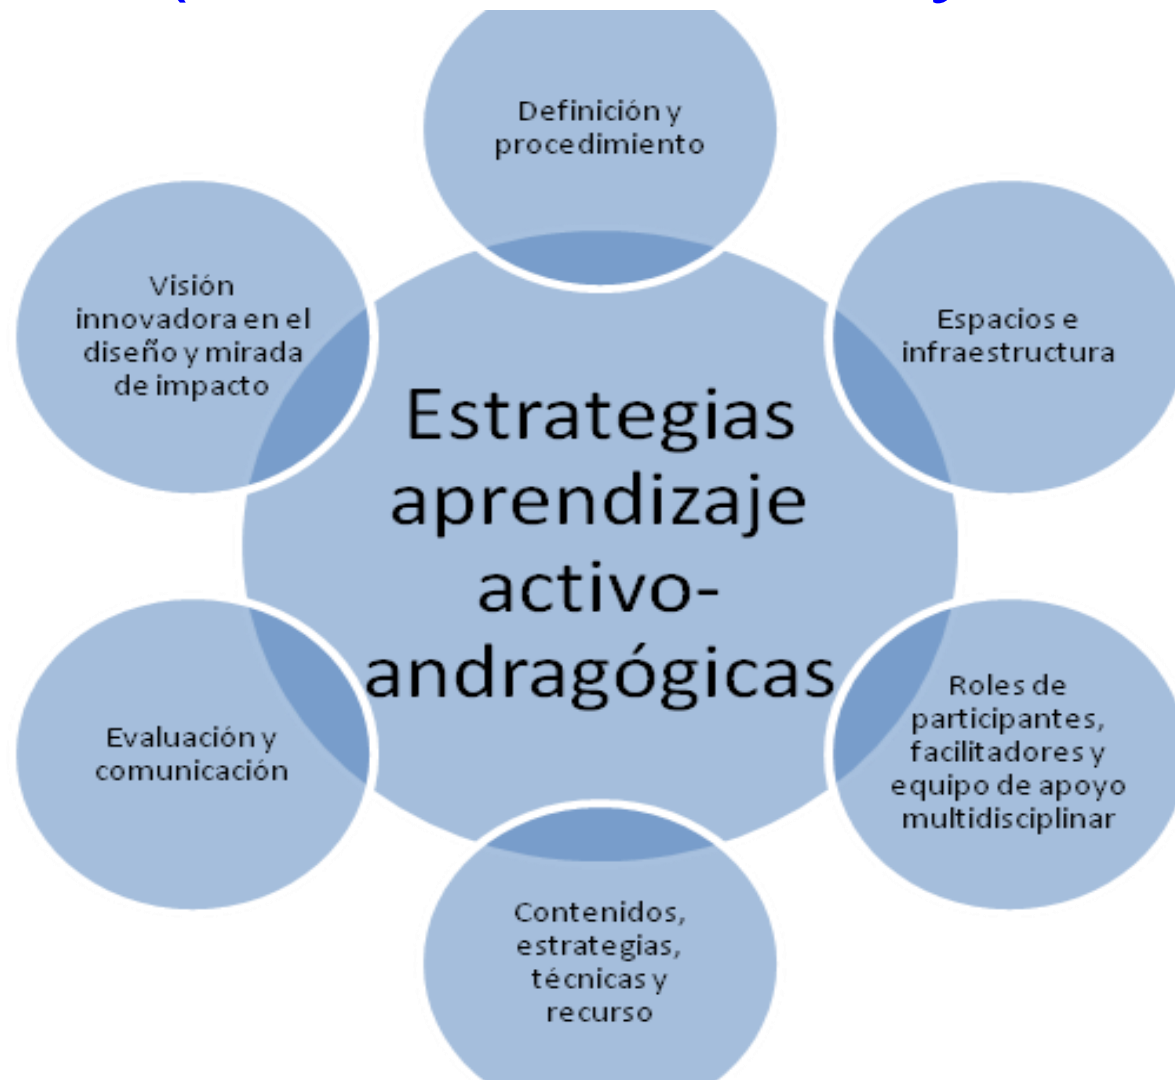 Definición y
procedimiento
Espacios e
infraestructura
Roles de
participantes,
facilitadores y
equipo de apoyo
multidisciplinar
Contenidos,
estrategias,
técnicas y
recurso
Evaluación y
comunicación
Visión
innovadora en el
diseño y mirada
de impacto
Estrategias
aprendizaje
activo-
andragógicas